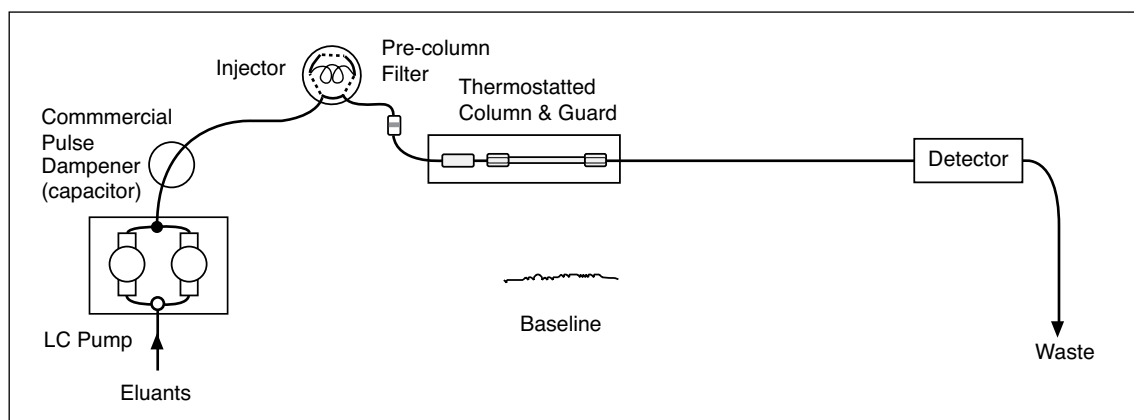 Injector
Pre-column
Filter
Thermostatted
Column & Guard
Commmercial
Pulse
Dampener
(capacitor)
Detector
Baseline
LC Pump
Eluants
Waste